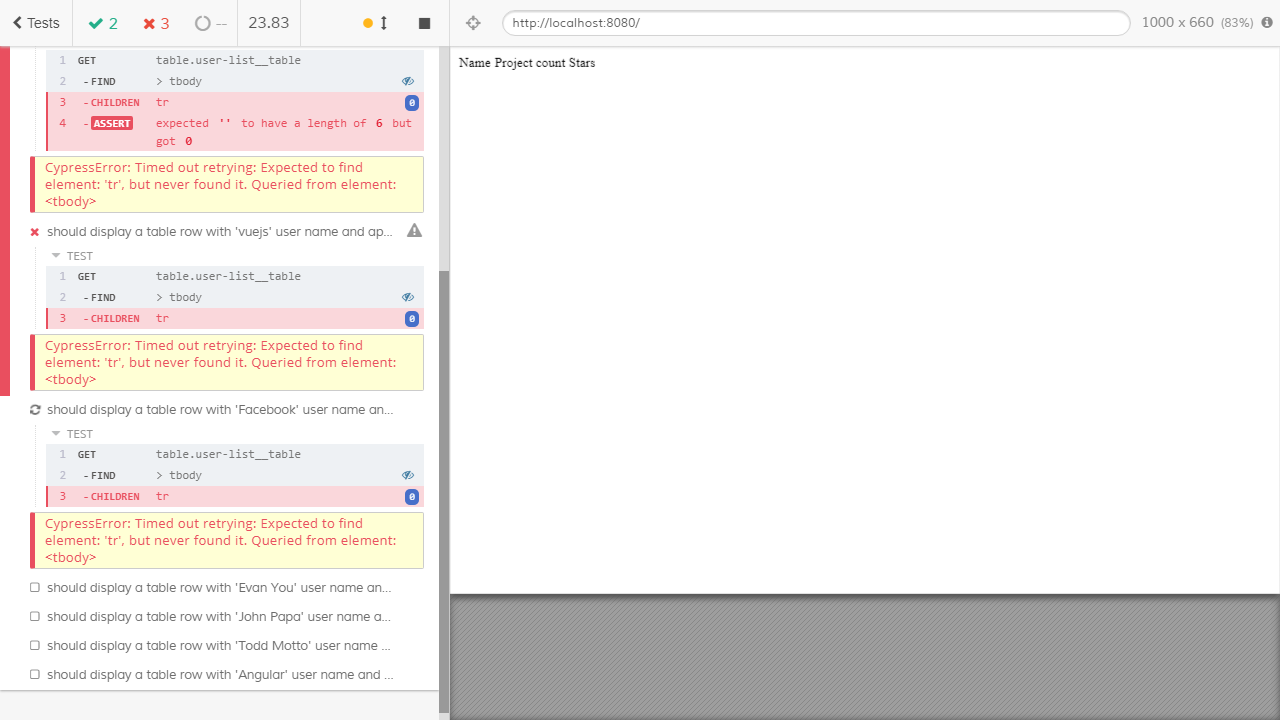 Tests 2 3 -- 23.83
http://localhost:8080/ 1000 x 660 (83%)
1 GET table.user-list__table
2 -FIND > tbody
3 -CHILDREN tr 0
4 -ASSERT expected '' to have a length of 6 but
got 0
CypressError: Timed out retrying: Expected to find
element: 'tr', but never found it. Queried from element:
<tbody>
should display a table row with 'vuejs' user name and ap...
TEST
1 GET table.user-list__table
2 -FIND > tbody
3 -CHILDREN tr 0
CypressError: Timed out retrying: Expected to find
element: 'tr', but never found it. Queried from element:
<tbody>
should display a table row with 'Facebook' user name an...
TEST
1 GET table.user-list__table
2 -FIND > tbody
3 -CHILDREN tr 0
CypressError: Timed out retrying: Expected to find
element: 'tr', but never found it. Queried from element:
<tbody>
should display a table row with 'Evan You' user name an...
should display a table row with 'John Papa' user name a...
should display a table row with 'Todd Motto' user name ...
should display a table row with 'Angular' user name and ...
Name Project count Stars